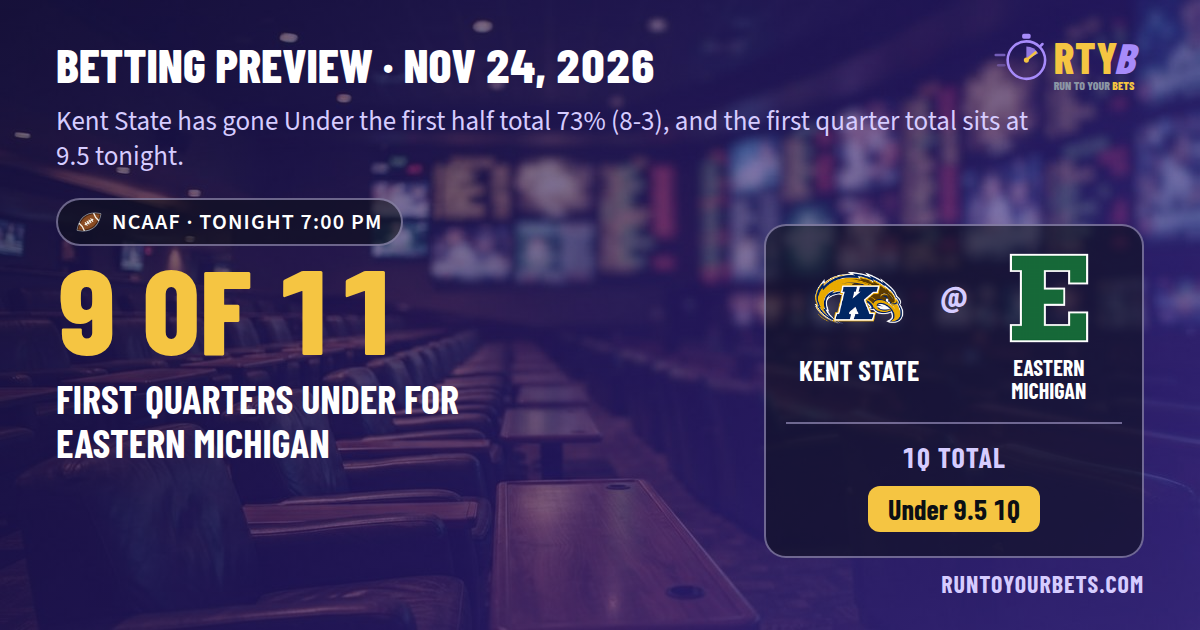 BETTING PREVIEW · NOV 24, 2026
RTYB
RUN TO YOUR BETS
Kent State has gone Under the first half total 73% (8-3), and the first quarter total sits at
9.5 tonight.
NCAAF · TONIGHT 7:00 PM
9 OF 11
FIRST QUARTERS UNDER FOR
EASTERN MICHIGAN
K
@
E
KENT STATE
EASTERN
MICHIGAN
1Q TOTAL
Under 9.5 1Q
RUNTOYOURBETS.COM